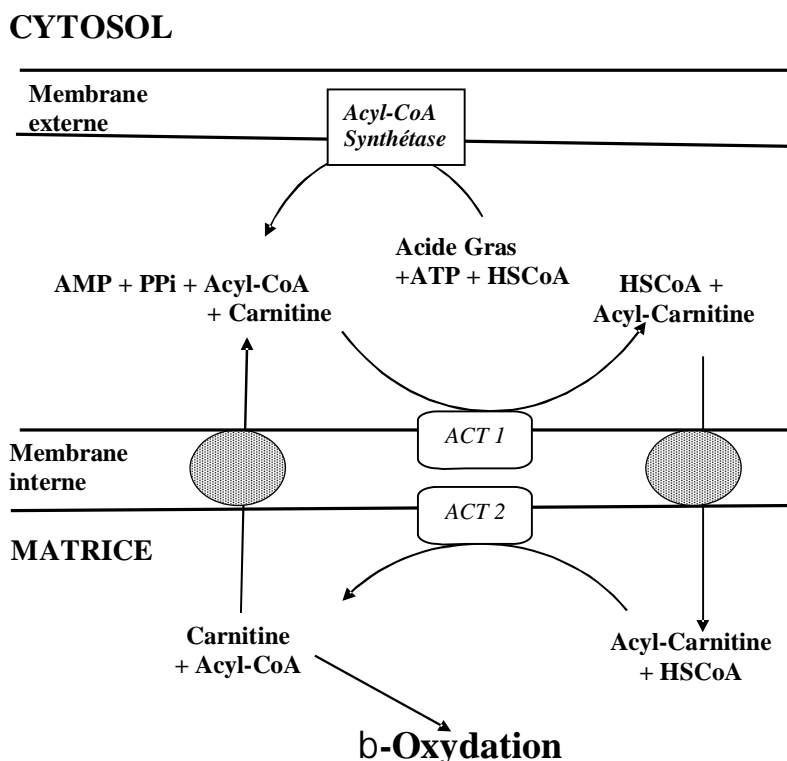 CYTOSOL
Membrane
externe
Acyl-CoA
Synthétase
Acide Gras
+ATP + HSCoA
AMP + PPi + Acyl-CoA
+ Carnitine
HSCoA +
Acyl-Carnitine
ACT 1
Membrane
interne
ACT 2
MATRICE
Carnitine
+ Acyl-CoA
Acyl-Carnitine
+ HSCoA
b-Oxydation